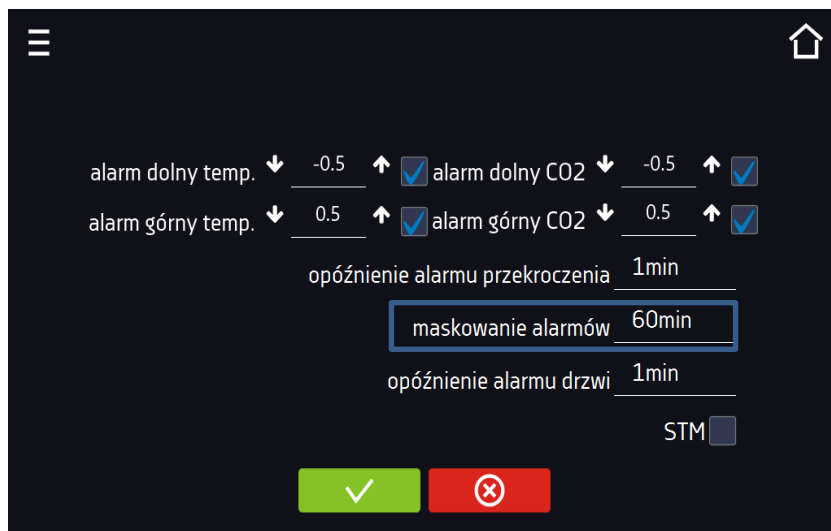 alarm dolny temp. -0.5 alarm dolny CO2 -0.5
alarm górny temp. 0.5 alarm górny CO2 0.5
opóźnienie alarmu przekroczenia 1min
maskowanie alarmów 60min
opóźnienie alarmu drzwi 1min
STM